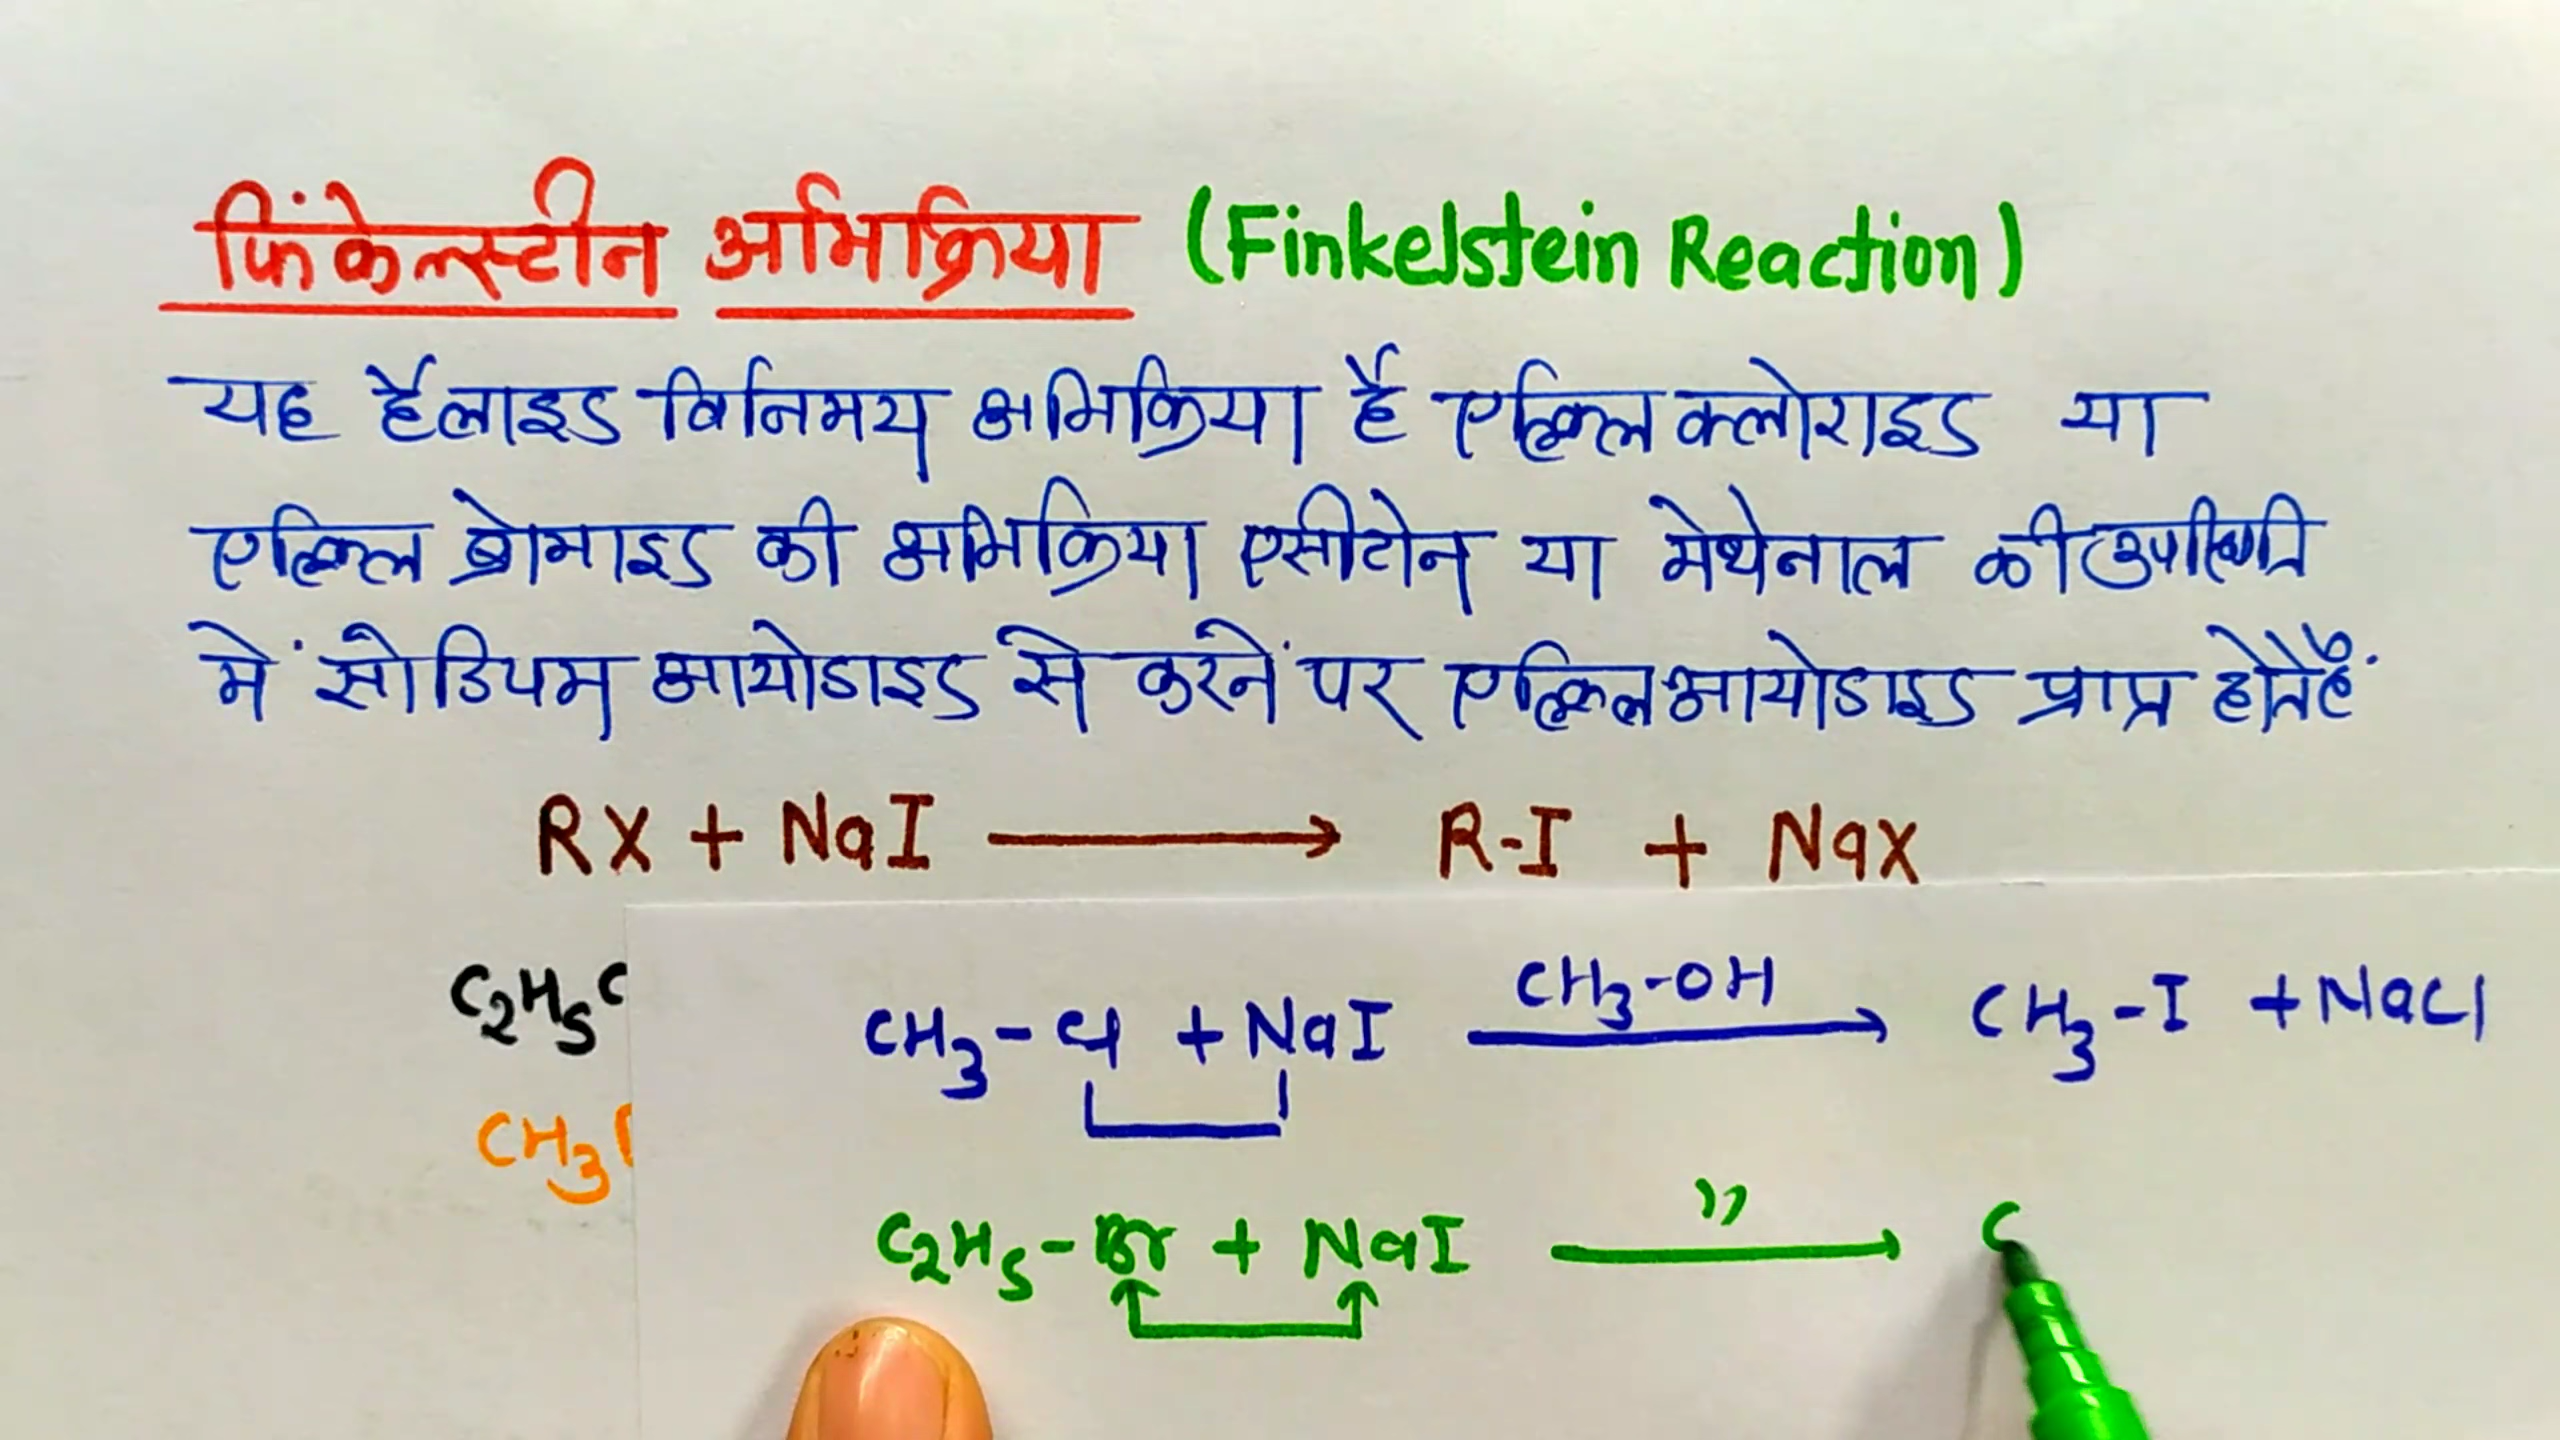 फिंकेल्स्टीन अभिक्रिया (Finkelstein Reaction)
यह हैलाइड विनिमय अभिक्रिया है एल्किल क्लोराइड या
एल्किल ब्रोमाइड की अभिक्रिया एसीटोन या मेथेनाल की उपस्थिति
में सोडियम आयोडाइड से करनें पर एल्किल आयोडाइड प्राप्त होते हैं
RX + NaI ⟶ R-I + NaX
C₂H₅C
CH₃-Cl + NaI —CH₃-OH→ CH₃-I + NaCl
CH₃
C₂H₅-Br + NaI —〃→ C